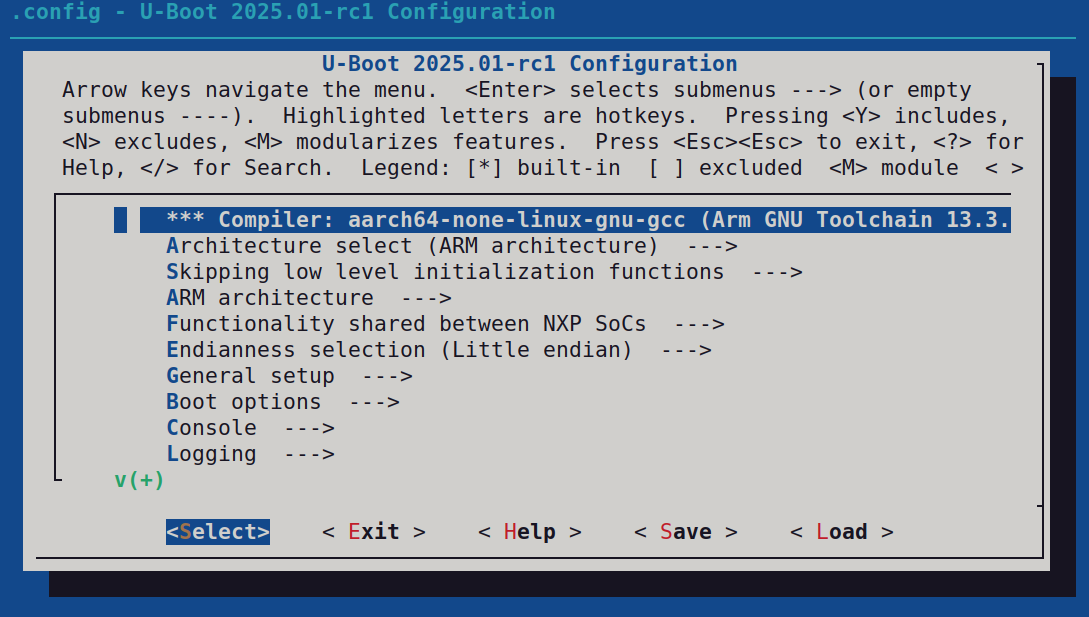 .config - U-Boot 2025.01-rc1 Configuration
U-Boot 2025.01-rc1 Configuration
Arrow keys navigate the menu.  <Enter> selects submenus ---> (or empty
submenus ----).  Highlighted letters are hotkeys.  Pressing <Y> includes,
<N> excludes, <M> modularizes features.  Press <Esc><Esc> to exit, <?> for
Help, </> for Search.  Legend: [*] built-in  [ ] excluded  <M> module  < >
*** Compiler: aarch64-none-linux-gnu-gcc (Arm GNU Toolchain 13.3.
Architecture select (ARM architecture)  --->
Skipping low level initialization functions  --->
ARM architecture  --->
Functionality shared between NXP SoCs  --->
Endianness selection (Little endian)  --->
General setup  --->
Boot options  --->
Console  --->
Logging  --->
v(+)
<Select>    < Exit >    < Help >    < Save >    < Load >